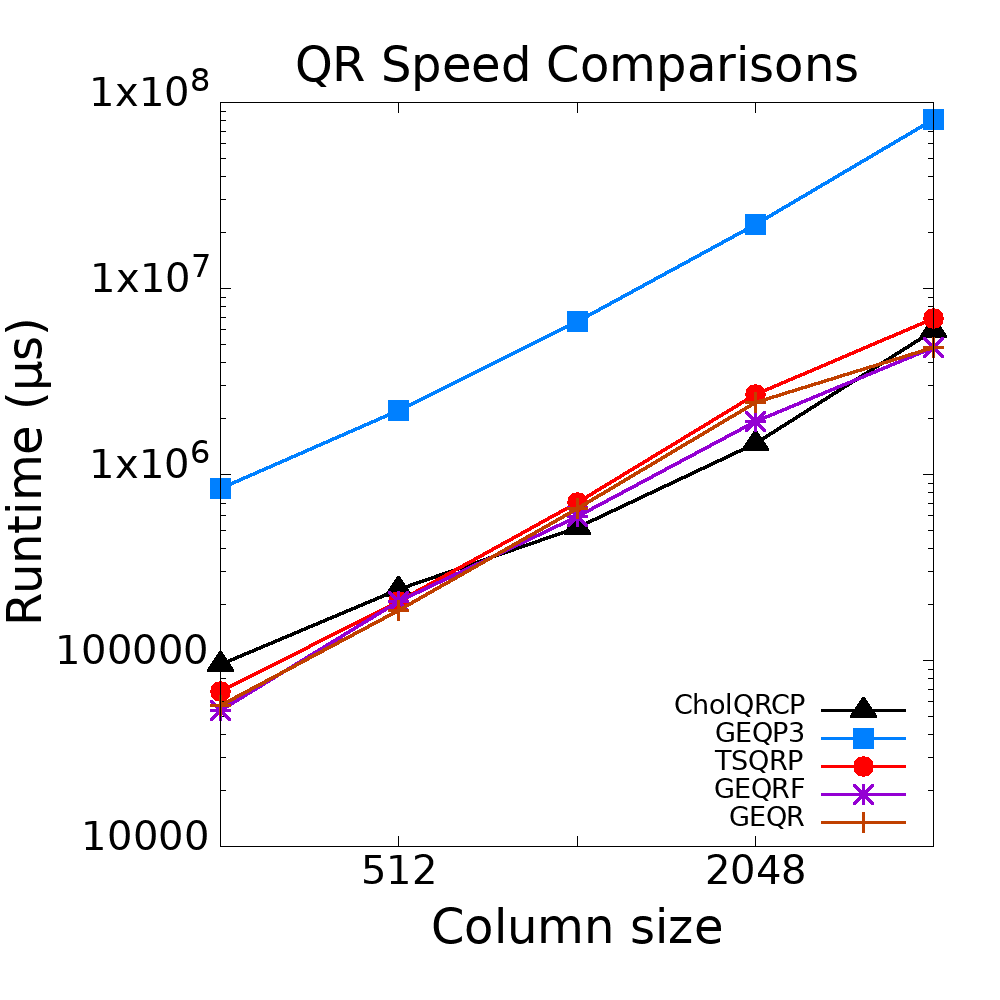 QR Speed Comparisons
1x10⁸
1x10⁷
1x10⁶
100000
10000
Runtime (µs)
CholQRCP
GEQP3
TSQRP
GEQRF
GEQR
512
2048
Column size